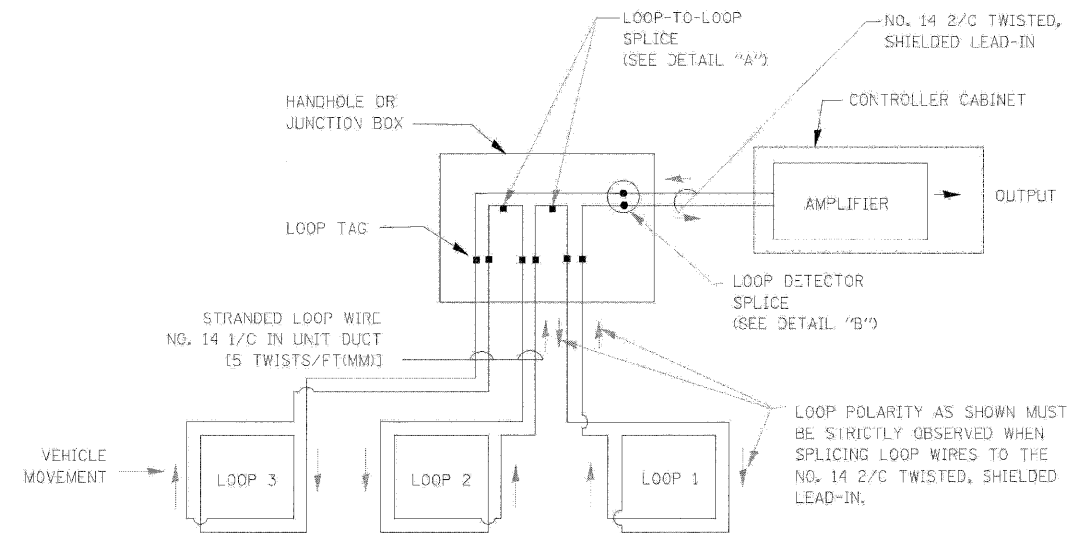 LOOP-TO-LOOP
SPLICE
(SEE DETAIL "A")
NO. 14 2/C TWISTED,
SHIELDED LEAD-IN
HANDHOLE OR
JUNCTION BOX
CONTROLLER CABINET
AMPLIFIER
OUTPUT
LOOP TAG
LOOP DETECTOR
SPLICE
(SEE DETAIL "B")
STRANDED LOOP WIRE
NO. 14 1/C IN UNIT DUCT
[5 TWISTS/FT(MM)]
LOOP POLARITY AS SHOWN MUST
BE STRICTLY OBSERVED WHEN
SPLICING LOOP WIRES TO THE
NO. 14 2/C TWISTED, SHIELDED
LEAD-IN.
VEHICLE
MOVEMENT
LOOP 3
LOOP 2
LOOP 1